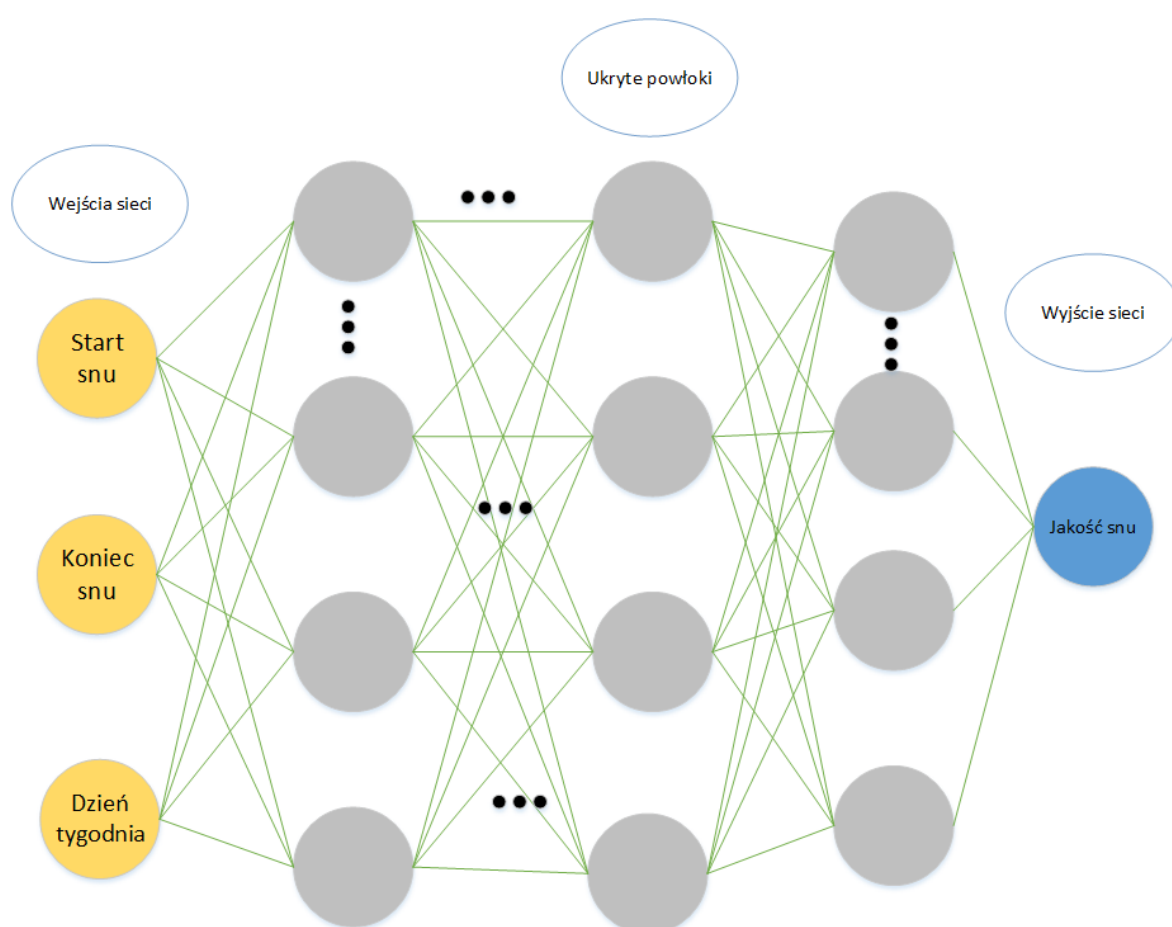 Ukryte powłoki
Wejścia sieci
Wyjście sieci
Start
snu
Koniec
snu
Jakość snu
Dzień
tygodnia